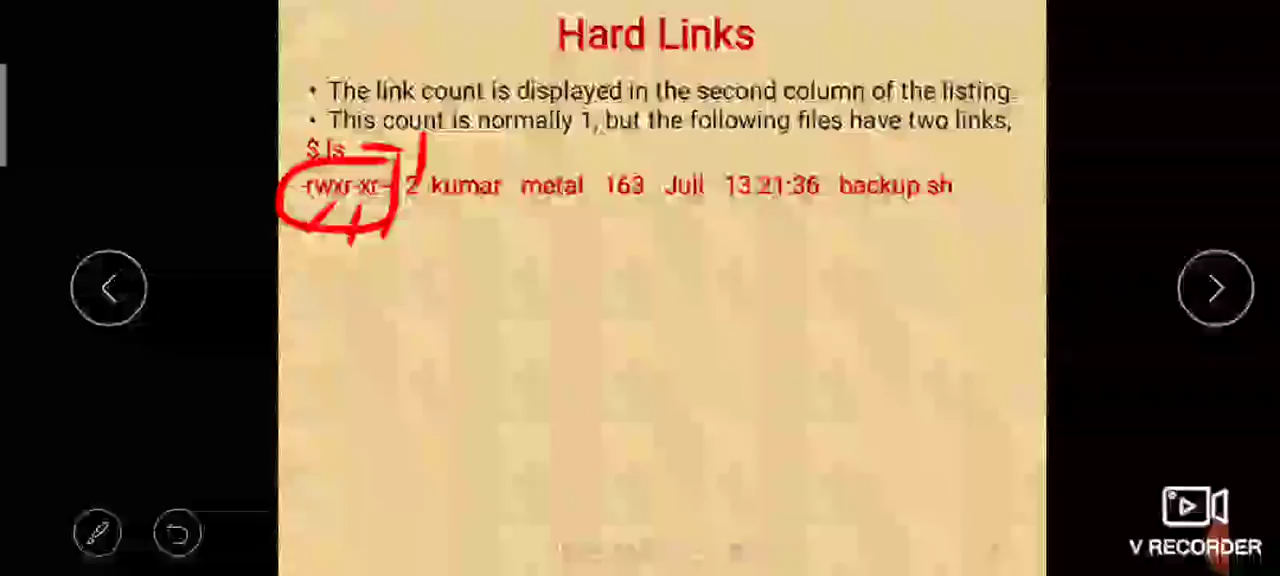 Hard Links
• The link count is displayed in the second column of the listing.
• This count is normally 1, but the following files have two links,
$ ls
-rwxr-xr-- 2 kumar metal 163 Jull 13 21:36 backup sh
V RECORDER